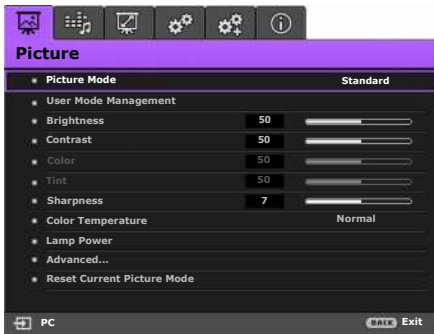 Picture
Picture Mode Standard
User Mode Management
Brightness 50
Contrast 50
Color 50
Tint 50
Sharpness 7
Color Temperature Normal
Lamp Power
Advanced...
Reset Current Picture Mode
PC BACK Exit